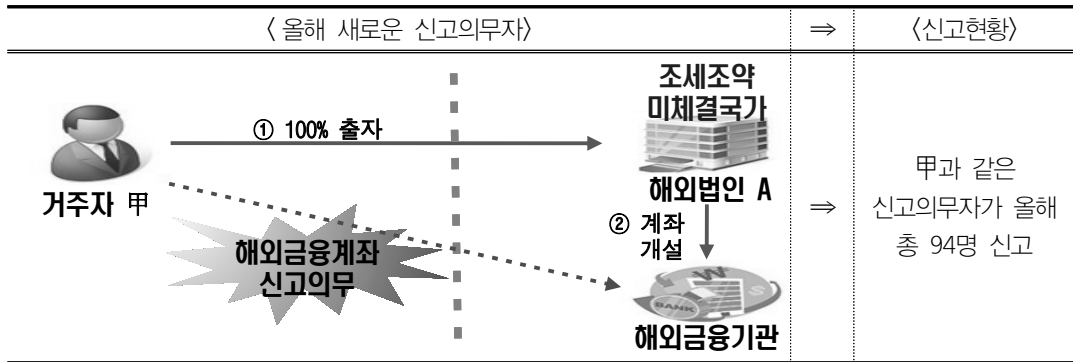 〈 올해 새로운 신고의무자〉 ⇒ 〈신고현황〉
조세조약
미체결국가
① 100% 출자
거주자 甲
해외법인 A
② 계좌
개설
해외금융계좌
신고의무
W
S
BANK
해외금융기관
⇒
甲과 같은
신고의무자가 올해
총 94명 신고